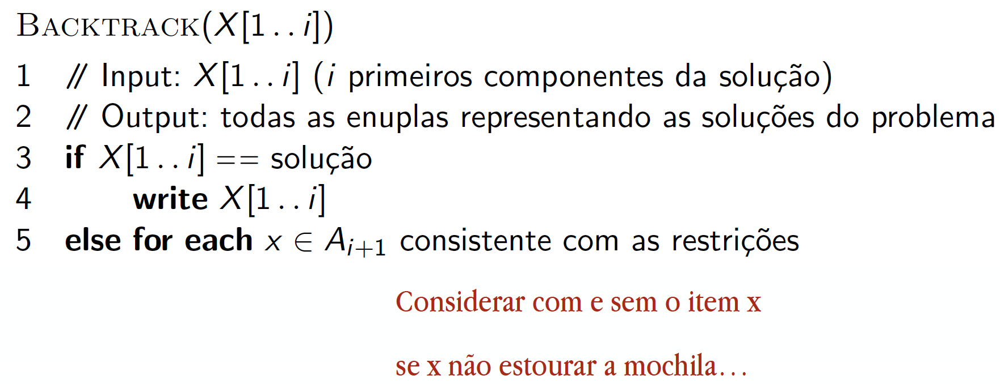 BACKTRACK(X[1 . . i])
1 // Input: X[1 . . i] (i primeiros componentes da solução)
2 // Output: todas as enuplas representando as soluções do problema
3 if X[1 . . i] == solução
4 write X[1 . . i]
5 else for each x ∈ Aᵢ₊₁ consistente com as restrições
Considerar com e sem o item x
se x não estourar a mochila…